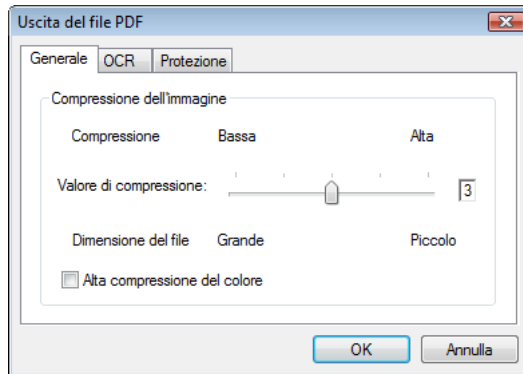 Uscita del file PDF
Generale OCR Protezione
Compressione dell'immagine
Compressione Bassa Alta
Valore di compressione: 3
Dimensione del file Grande Piccolo
Alta compressione del colore
OK Annulla